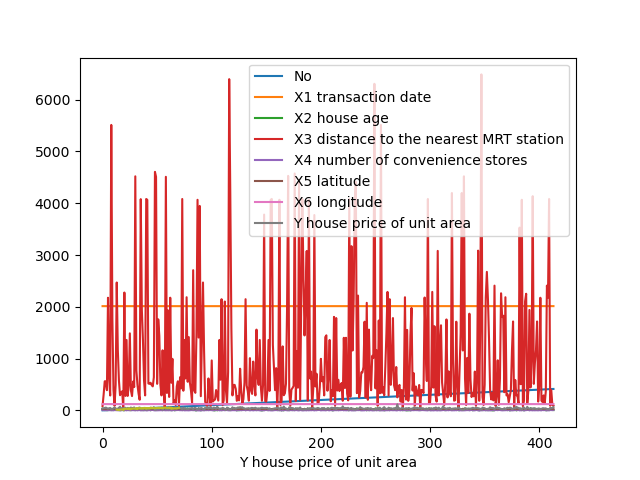 No
X1 transaction date
X2 house age
X3 distance to the nearest MRT station
X4 number of convenience stores
X5 latitude
X6 longitude
Y house price of unit area
6000
5000
4000
3000
2000
1000
0
0 100 200 300 400
Y house price of unit area